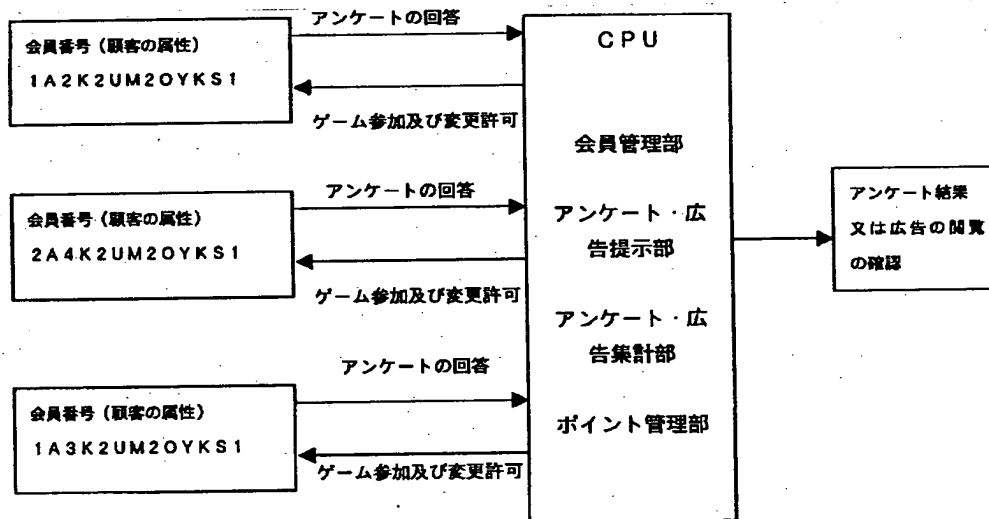 アンケートの回答
会員番号(顧客の属性)
1A2K2UM2OYKS1
ゲーム参加及び変更許可
アンケートの回答
会員番号(顧客の属性)
2A4K2UM2OYKS1
ゲーム参加及び変更許可
アンケートの回答
会員番号(顧客の属性)
1A3K2UM2OYKS1
ゲーム参加及び変更許可
CPU
会員管理部
アンケート・広
告提示部
アンケート・広
告集計部
ポイント管理部
アンケート結果
又は広告の閲覧
の確認